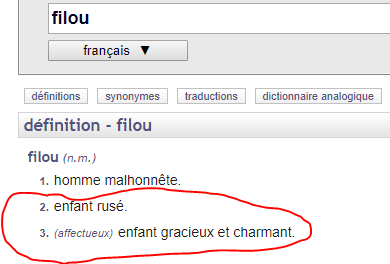 filou
français ▼
définitions synonymes traductions dictionnaire analogique
définition - filou
filou (n.m.)
1. homme malhonnête.
2. enfant rusé.
3. (affectueux) enfant gracieux et charmant.